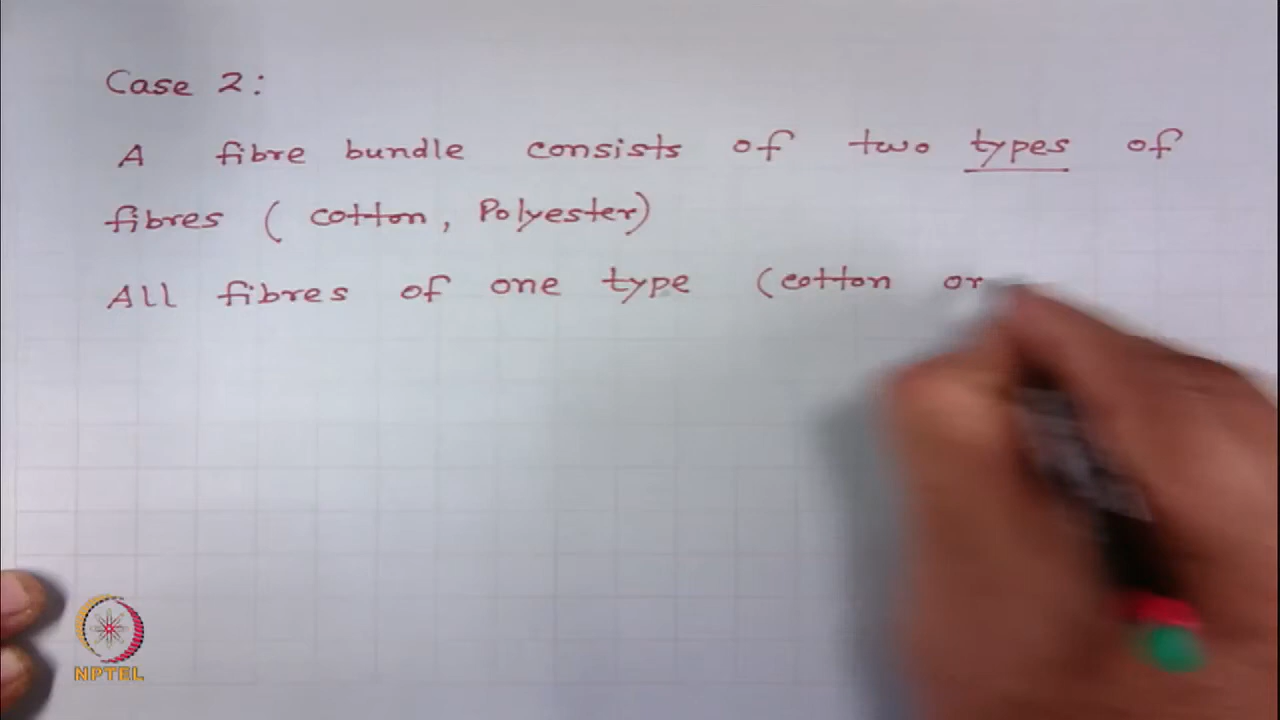 Case 2:
A fibre bundle consists of two types of
fibres ( cotton, Polyester)
All fibres of one type (cotton or
NPTEL